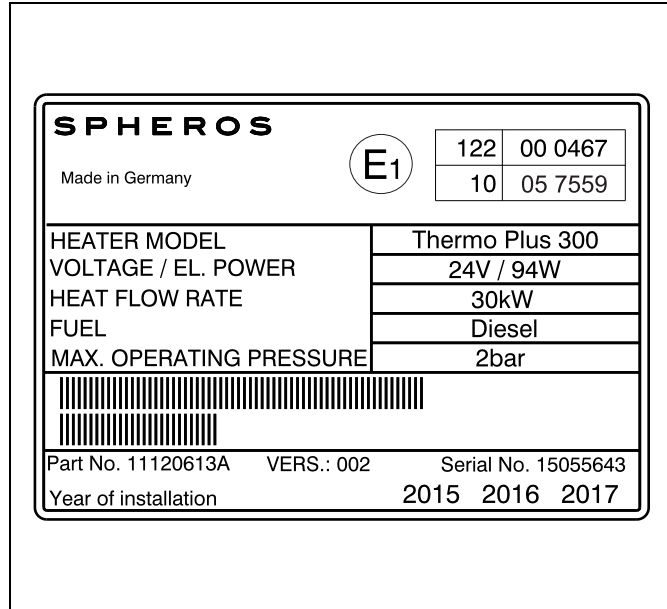 SPHEROS
Made in Germany
E1
122 00 0467
10 05 7559
HEATER MODEL Thermo Plus 300
VOLTAGE / EL. POWER 24V / 94W
HEAT FLOW RATE 30kW
FUEL Diesel
MAX. OPERATING PRESSURE 2bar
Part No. 11120613A VERS.: 002 Serial No. 15055643
Year of installation 2015 2016 2017